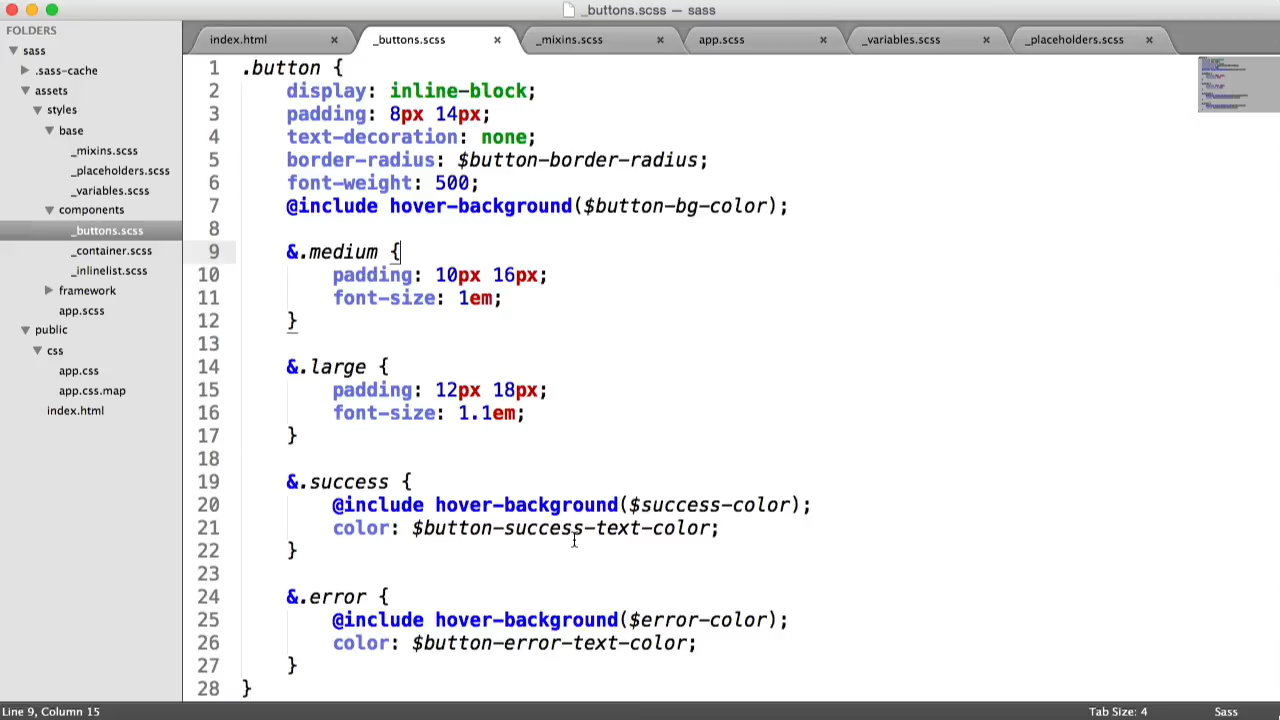 _buttons.scss — sass
FOLDERS
sass
.sass-cache
assets
styles
base
_mixins.scss
_placeholders.scss
_variables.scss
components
_buttons.scss
_container.scss
_inlinelist.scss
framework
app.scss
public
css
app.css
app.css.map
index.html
index.html × _buttons.scss × _mixins.scss × app.scss × _variables.scss × _placeholders.scss ×
1 .button {
2 display: inline-block;
3 padding: 8px 14px;
4 text-decoration: none;
5 border-radius: $button-border-radius;
6 font-weight: 500;
7 @include hover-background($button-bg-color);
8
9 &.medium {
10 padding: 10px 16px;
11 font-size: 1em;
12 }
13
14 &.large {
15 padding: 12px 18px;
16 font-size: 1.1em;
17 }
18
19 &.success {
20 @include hover-background($success-color);
21 color: $button-success-text-color;
22 }
23
24 &.error {
25 @include hover-background($error-color);
26 color: $button-error-text-color;
27 }
28 }
Line 9, Column 15 Tab Size: 4 Sass